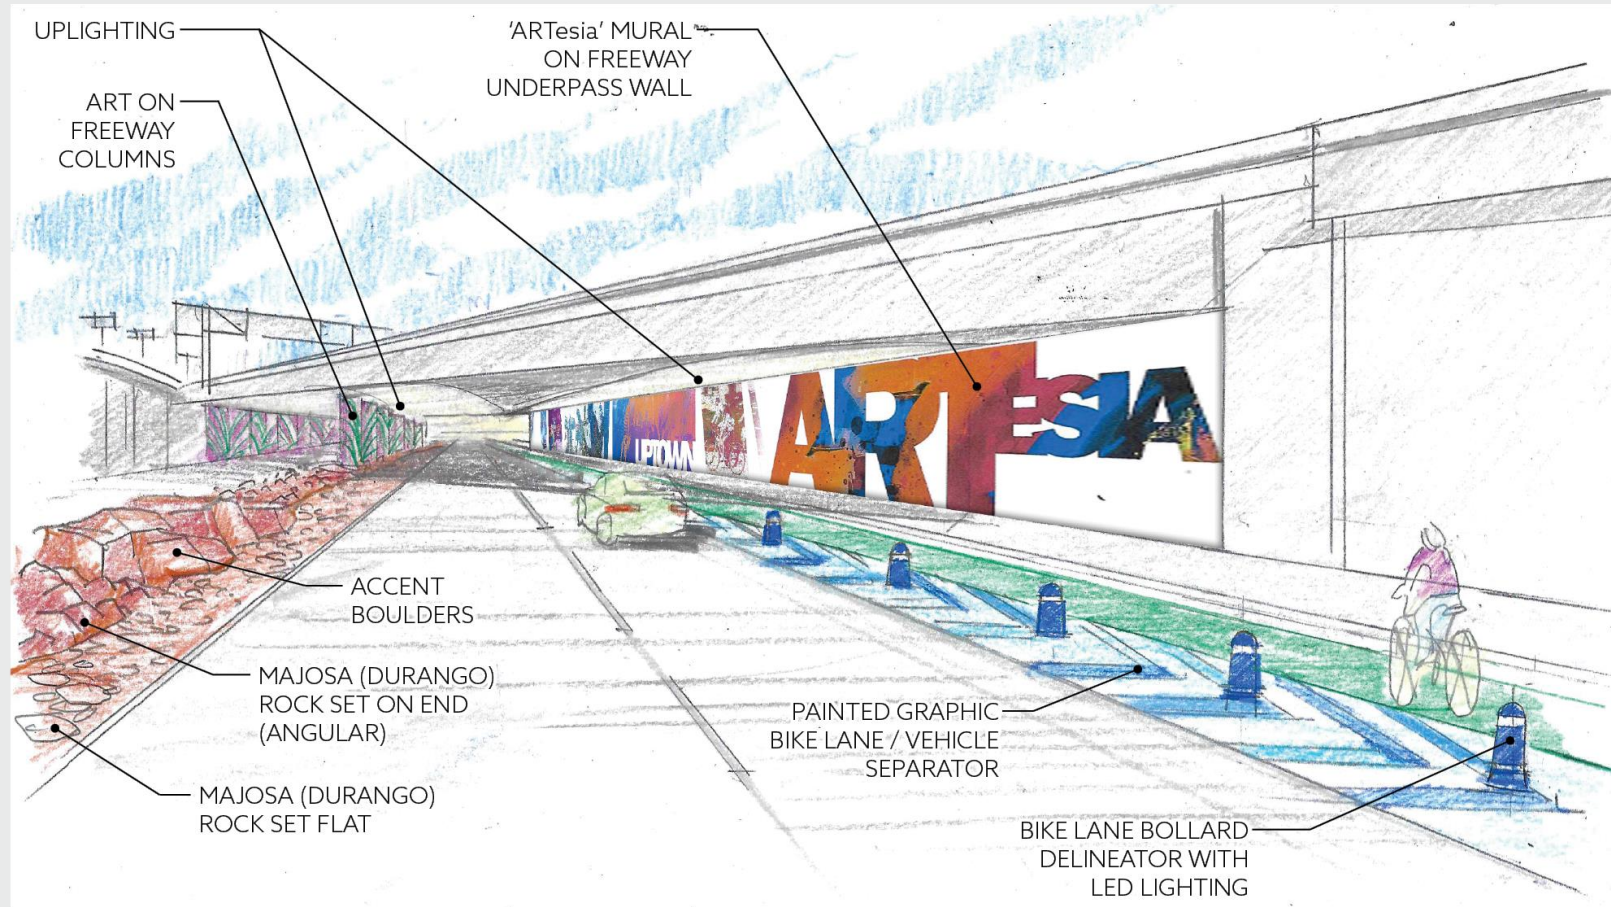 UPLIGHTING
ART ON
FREEWAY
COLUMNS
‘ARTesia’ MURAL
ON FREEWAY
UNDERPASS WALL
UPTOWN
ARTESIA
ACCENT
BOULDERS
MAJOSA (DURANGO)
ROCK SET ON END
(ANGULAR)
MAJOSA (DURANGO)
ROCK SET FLAT
PAINTED GRAPHIC
BIKE LANE / VEHICLE
SEPARATOR
BIKE LANE BOLLARD
DELINEATOR WITH
LED LIGHTING